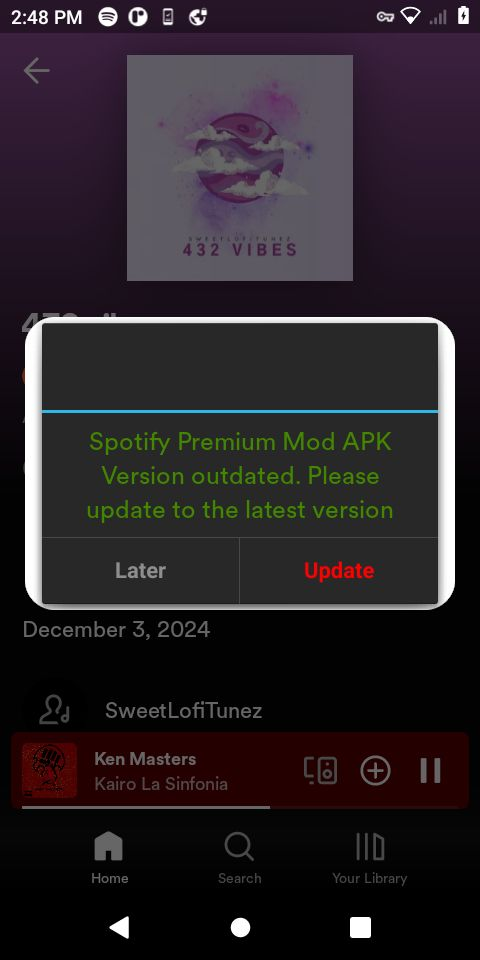 2:48 PM
SWEETLOFITUNEZ
432 VIBES
Spotify Premium Mod APK
Version outdated. Please
update to the latest version
Later
Update
December 3, 2024
SweetLofiTunez
Ken Masters
Kairo La Sinfonia
Home
Search
Your Library